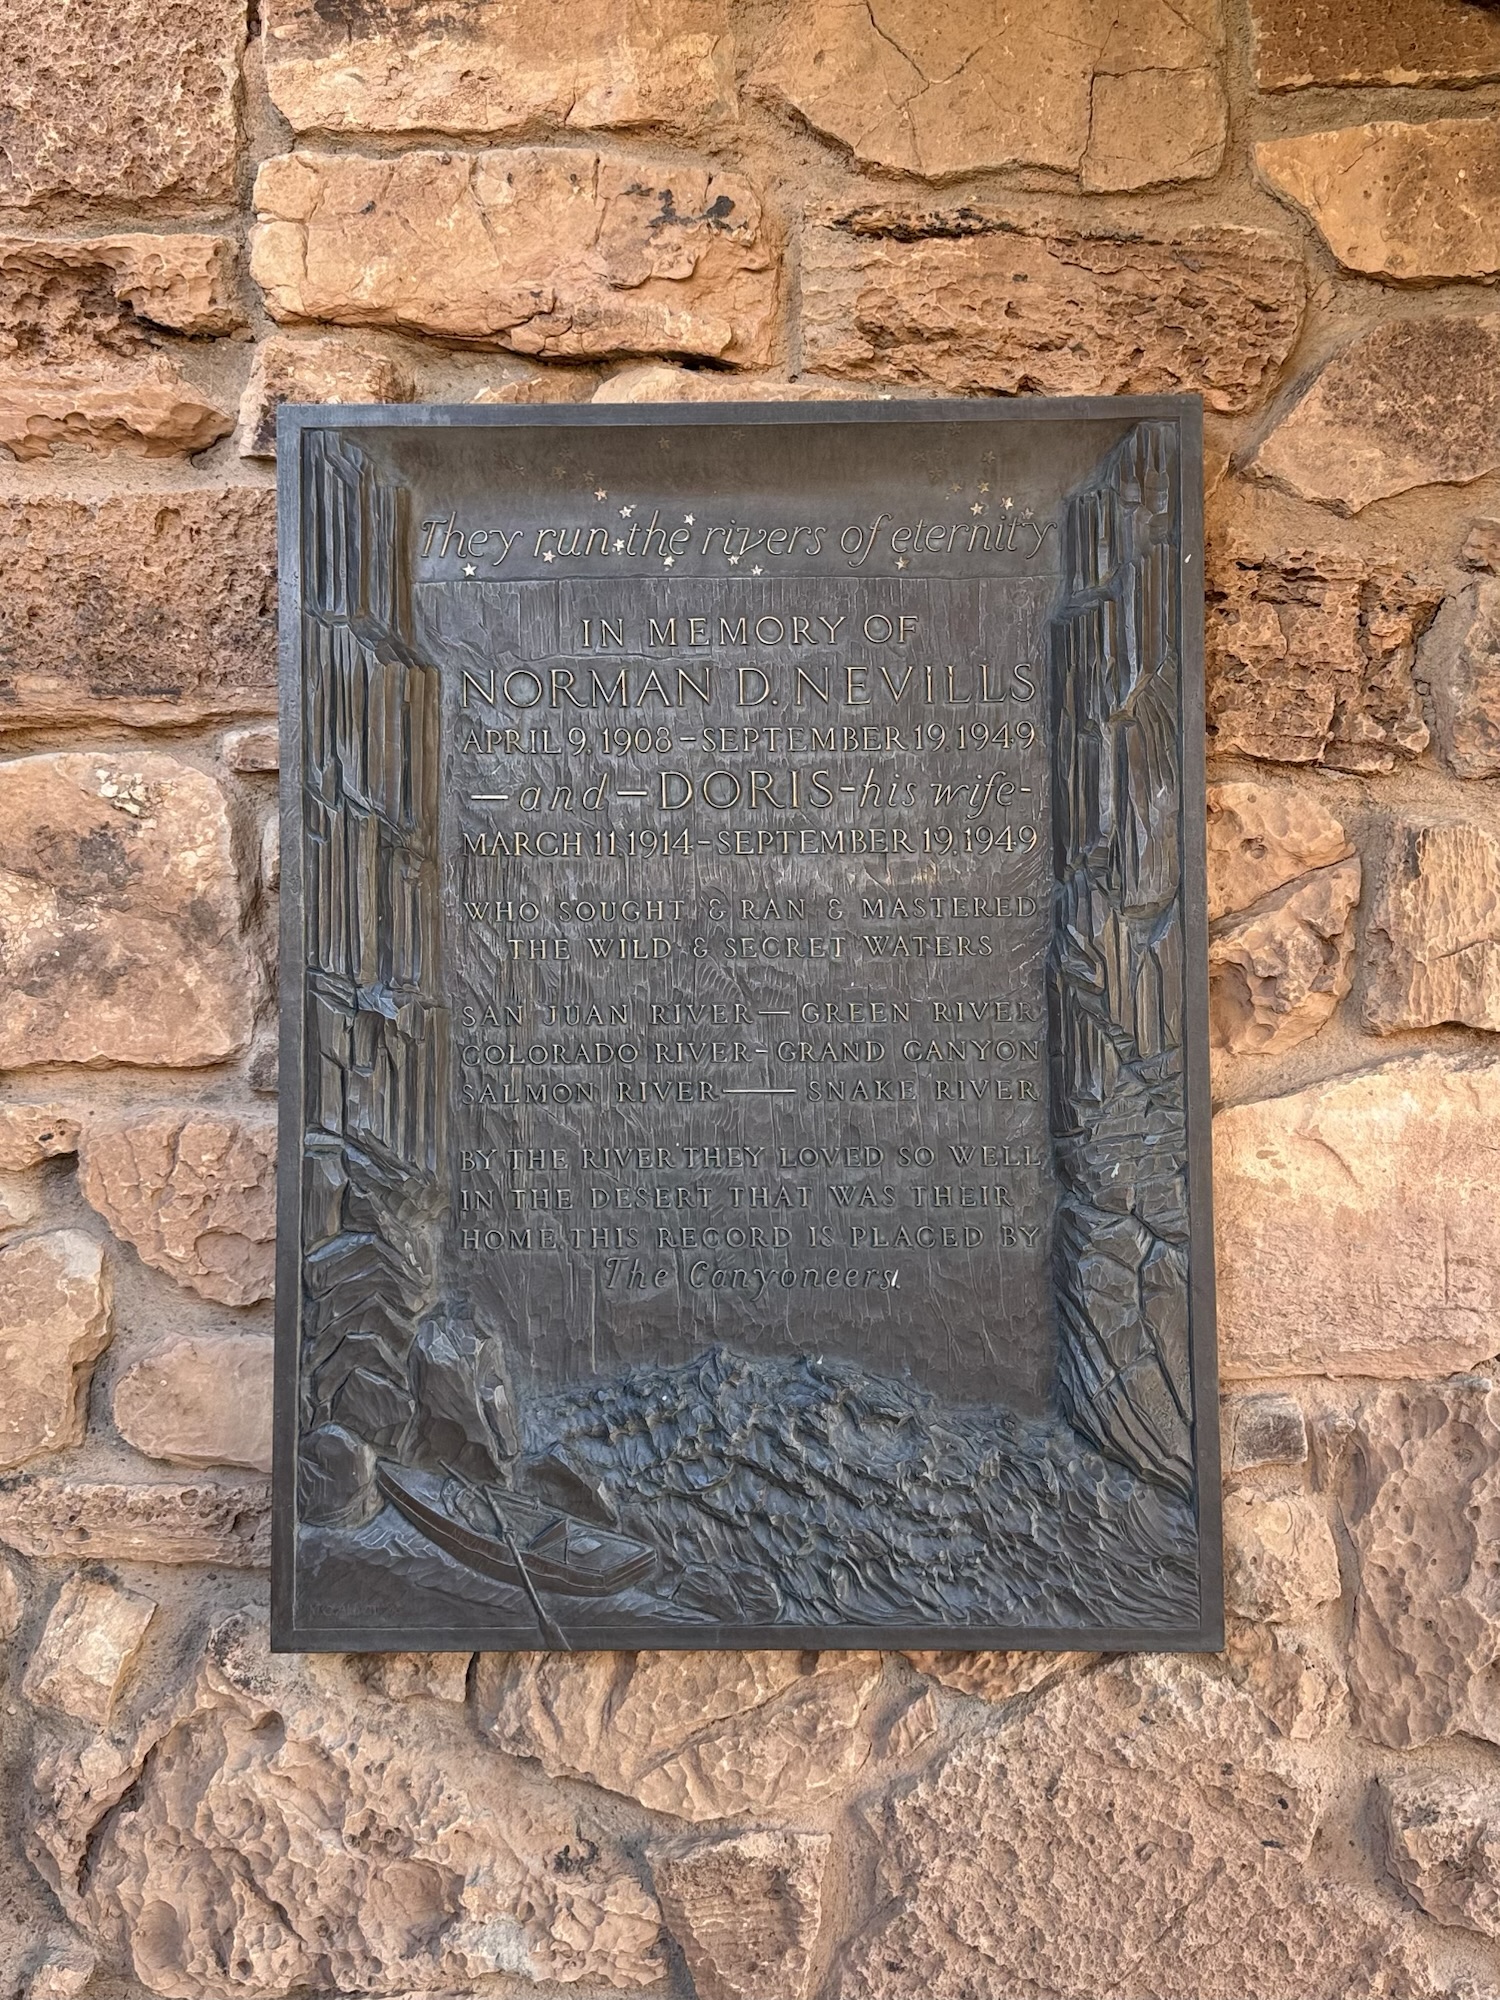 They run the rivers of eternity
IN MEMORY OF
NORMAN D. NEVILLS
APRIL 9, 1908 – SEPTEMBER 19, 1949
— and — DORIS - his wife -
MARCH 11, 1914 – SEPTEMBER 19, 1949
WHO SOUGHT & RAN & MASTERED
THE WILD & SECRET WATERS
SAN JUAN RIVER — GREEN RIVER
COLORADO RIVER - GRAND CANYON
SALMON RIVER — SNAKE RIVER
BY THE RIVER THEY LOVED SO WELL
IN THE DESERT THAT WAS THEIR
HOME, THIS RECORD IS PLACED BY
The Canyoneers.